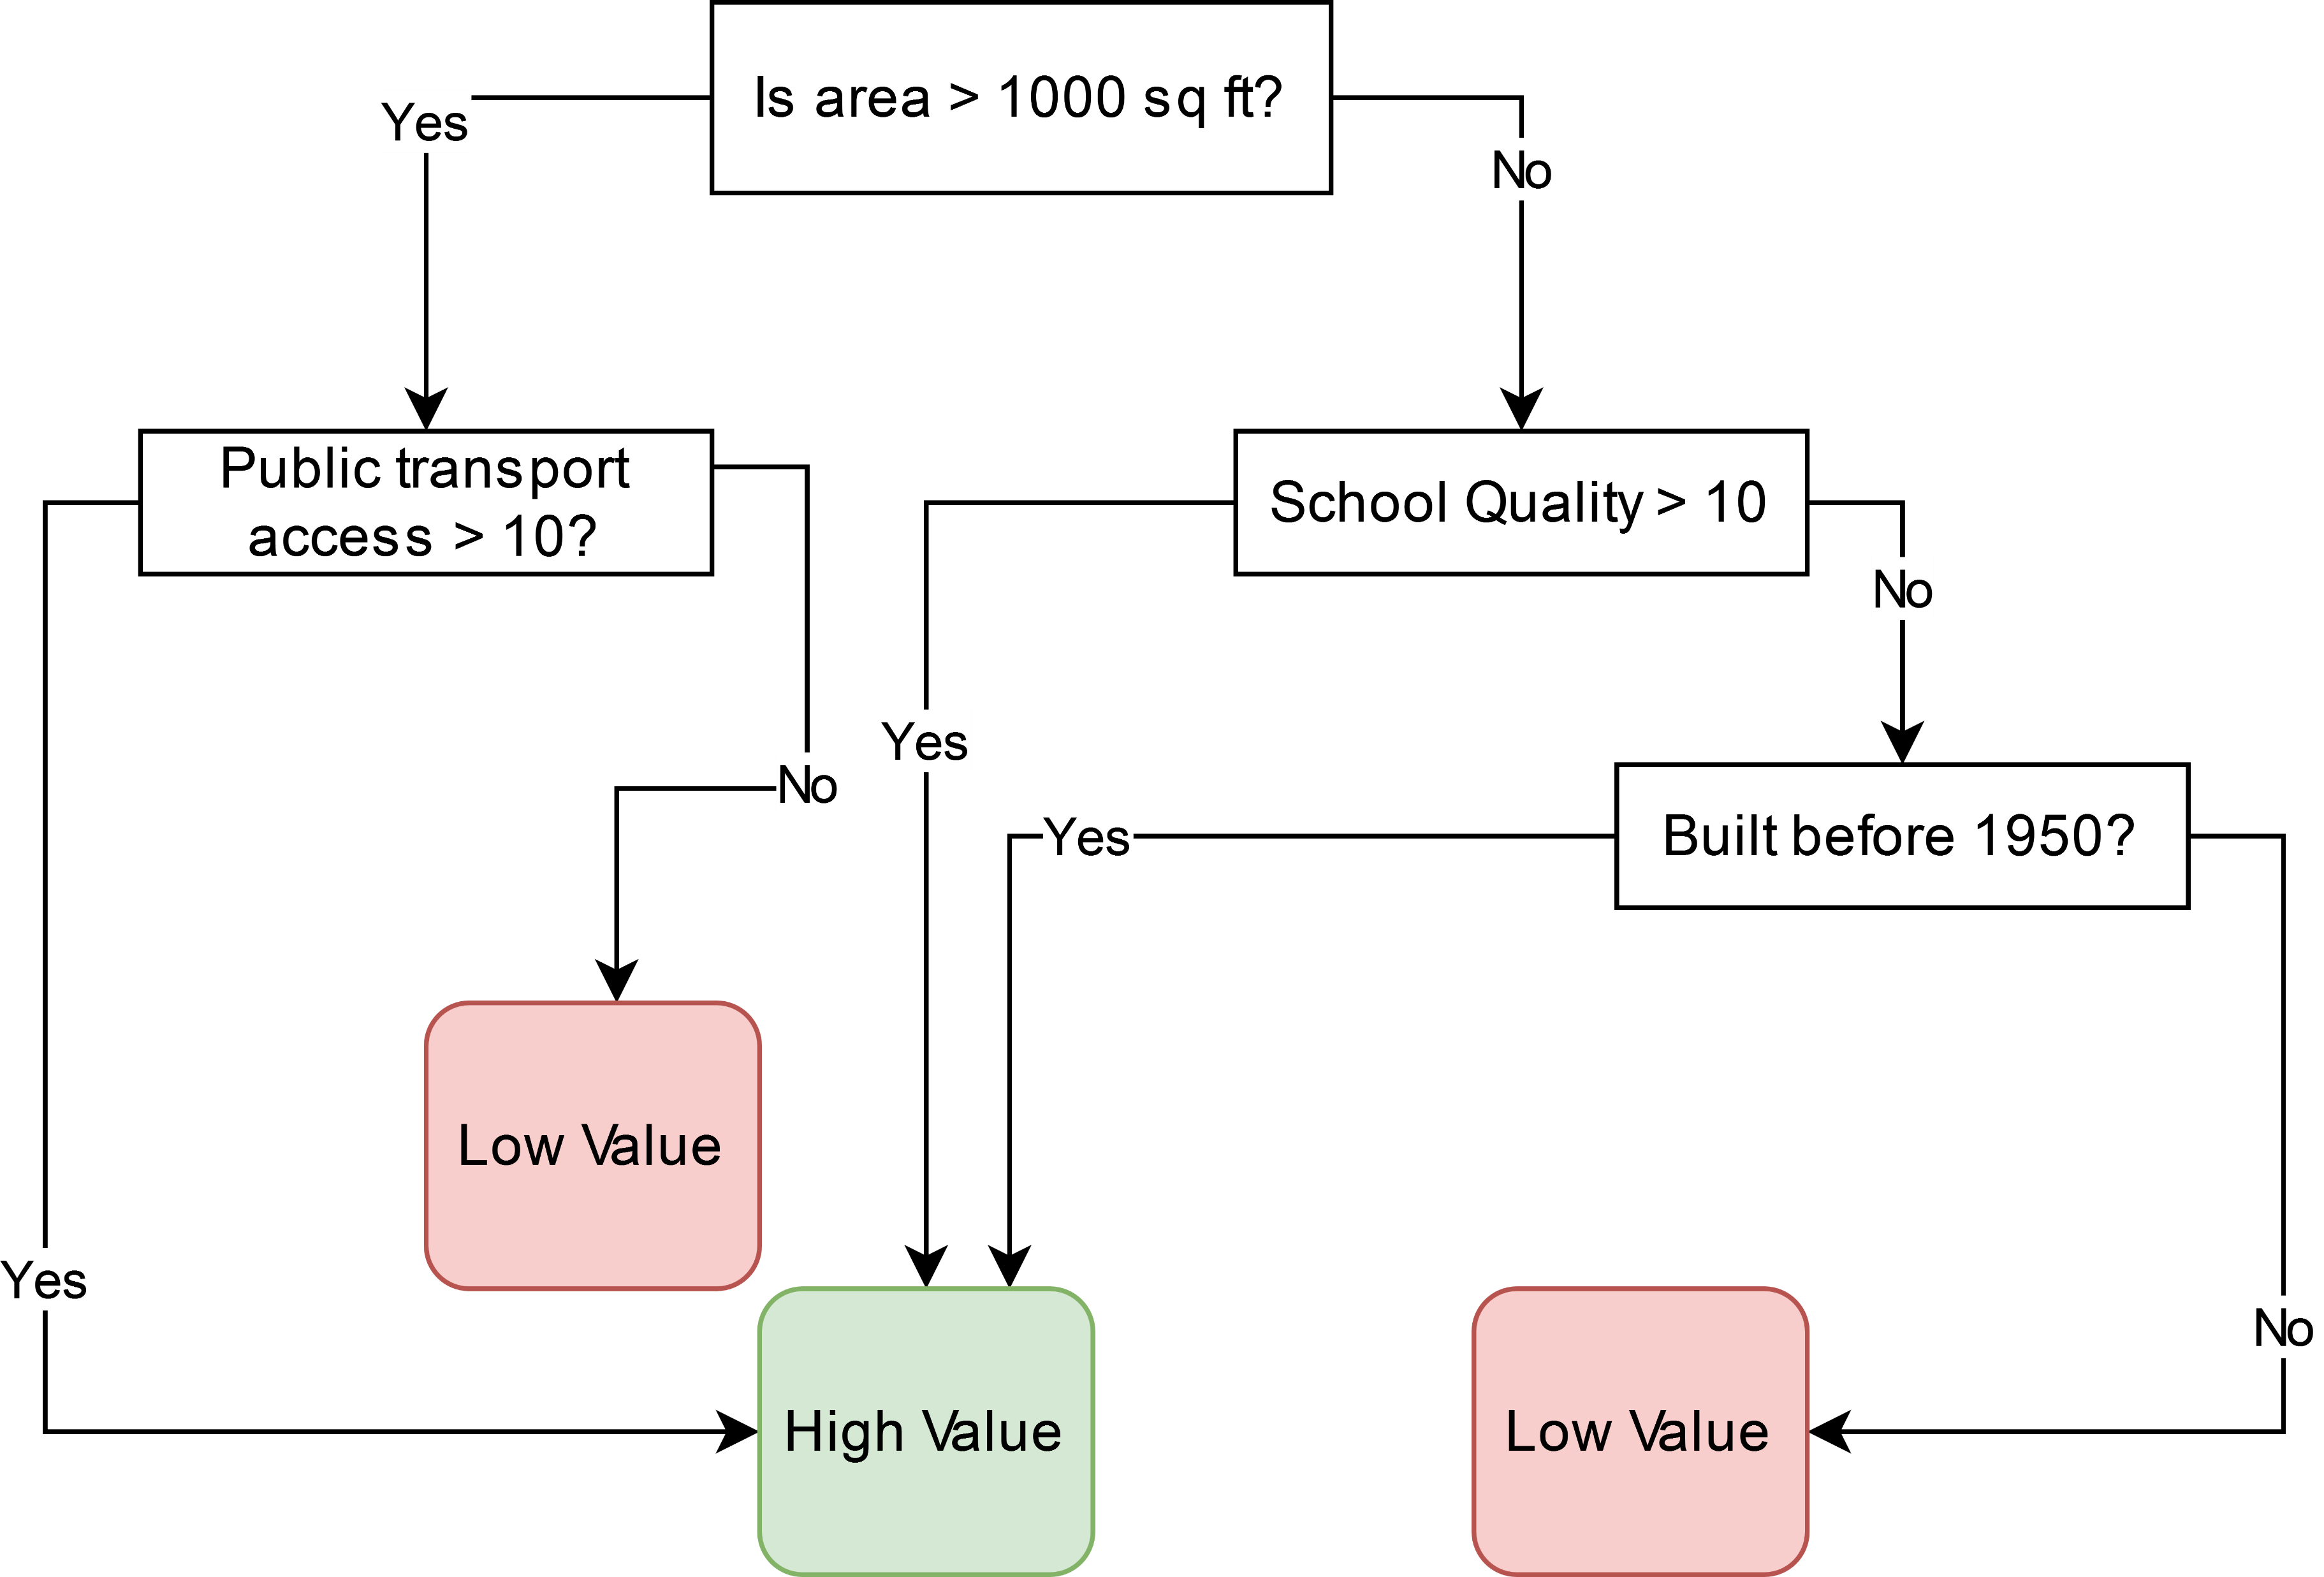 Is area > 1000 sq ft?
Yes
No
Public transport
access > 10?
School Quality > 10
No
Yes
No
Yes
Built before 1950?
Low Value
Yes
No
High Value
Low Value